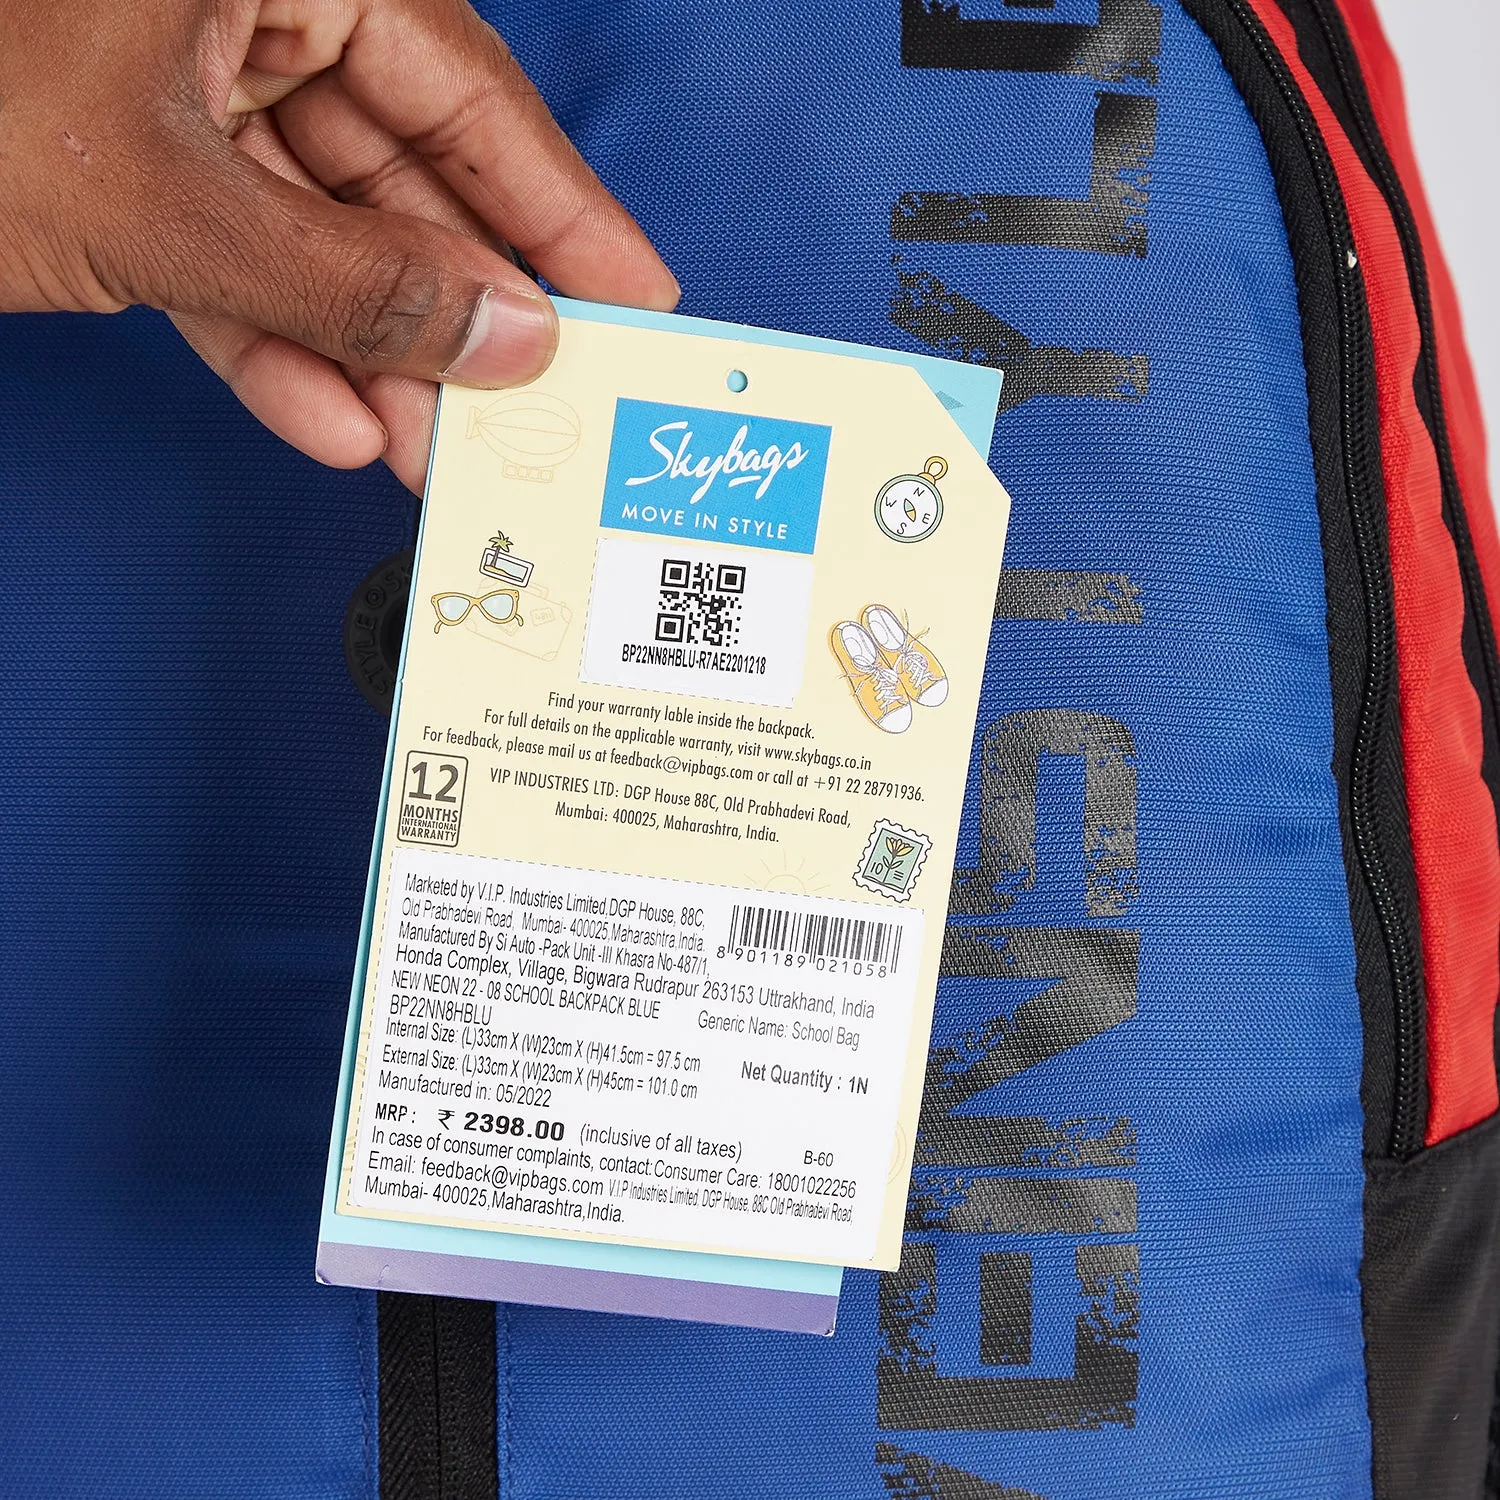 Skybags
MOVE IN STYLE
N
W E
S
BP22NN8HBLU-R7AE2201218
Find your warranty lable inside the backpack.
For full details on the applicable warranty, visit www.skybags.co.in
For feedback, please mail us at feedback@vipbags.com or call at +91 22 28791936.
VIP INDUSTRIES LTD: DGP House 88C, Old Prabhadevi Road,
Mumbai: 400025, Maharashtra, India.
12
MONTHS
INTERNATIONAL
WARRANTY
10
Marketed by V.I.P. Industries Limited,DGP House, 88C,
Old Prabhadevi Road, Mumbai- 400025,Maharashtra,India.
Manufactured By Si Auto -Pack Unit -III Khasra No-487/1,
Honda Complex, Village, Bigwara Rudrapur 263153 Uttrakhand, India
8 901189 021058
NEW NEON 22 - 08 SCHOOL BACKPACK BLUE
BP22NN8HBLU
Generic Name: School Bag
Internal Size: (L)33cm X (W)23cm X (H)41.5cm = 97.5 cm
External Size: (L)33cm X (W)23cm X (H)45cm = 101.0 cm
Net Quantity : 1N
Manufactured in: 05/2022
MRP : ₹ 2398.00 (inclusive of all taxes) B-60
In case of consumer complaints, contact:Consumer Care: 18001022256
Email: feedback@vipbags.com V.I.P Industries Limited. DGP House, 88C Old Prabhadevi Road,
Mumbai- 400025,Maharashtra,India.
STYLE